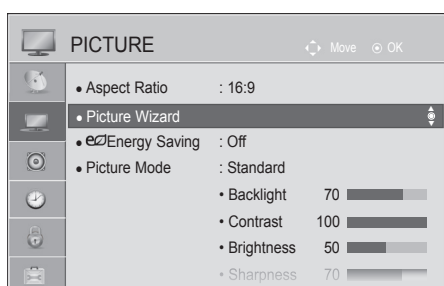 PICTURE
Move OK
• Aspect Ratio : 16:9
• Picture Wizard
• Energy Saving : Off
• Picture Mode : Standard
• Backlight 70
• Contrast 100
• Brightness 50
• Sharpness 70